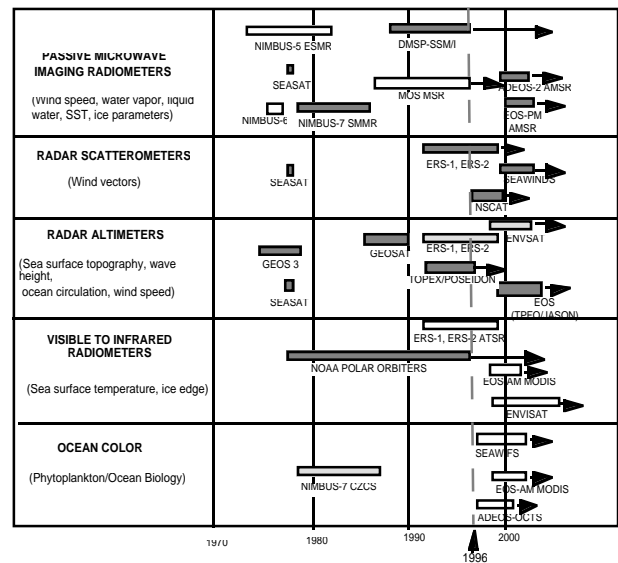 PASSIVE MICROWAVE
IMAGING RADIOMETERS
(Wind speed, water vapor, liquid
water, SST, ice parameters)
NIMBUS-5 ESMR
DMSP-SSM/I
SEASAT
MOS MSR
ADEOS-2 AMSR
NIMBUS-6
NIMBUS-7 SMMR
EOS-PM
AMSR
RADAR SCATTEROMETERS
(Wind vectors)
ERS-1, ERS-2
SEASAT
SEAWINDS
NSCAT
RADAR ALTIMETERS
(Sea surface topography, wave
height,
ocean circulation, wind speed)
GEOS 3
GEOSAT
ERS-1, ERS-2
ENVSAT
TOPEX/POSEIDON
SEASAT
EOS
(TPFO/JASON)
VISIBLE TO INFRARED
RADIOMETERS
(Sea surface temperature, ice edge)
ERS-1, ERS-2 ATSR
NOAA POLAR ORBITERS
EOS-AM MODIS
ENVISAT
OCEAN COLOR
(Phytoplankton/Ocean Biology)
SEAWIFS
NIMBUS-7 CZCS
EOS-AM MODIS
ADEOS-OCTS
1970
1980
1990
2000
1996